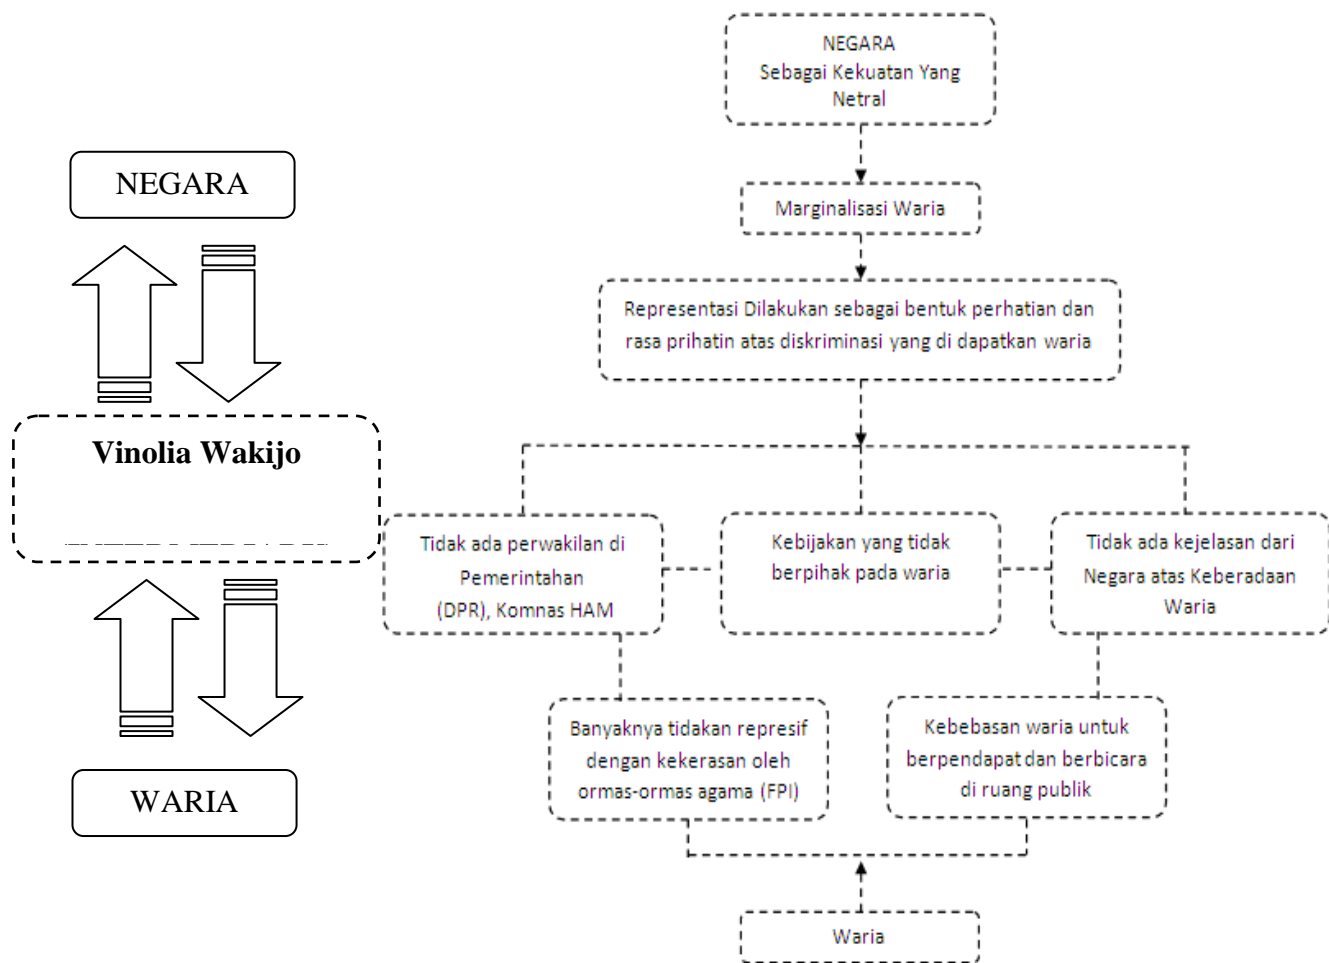 NEGARA
Vinolia Wakijo
WARIA
NEGARA
Sebagai Kekuatan Yang
Netral
Marginalisasi Waria
Representasi Dilakukan sebagai bentuk perhatian dan
rasa prihatin atas diskriminasi yang di dapatkan waria
Tidak ada perwakilan di
Pemerintahan
(DPR), Komnas HAM
Kebijakan yang tidak
berpihak pada waria
Tidak ada kejelasan dari
Negara atas Keberadaan
Waria
Banyaknya tidakan represif
dengan kekerasan oleh
ormas-ormas agama (FPI)
Kebebasan waria untuk
berpendapat dan berbicara
di ruang publik
Waria